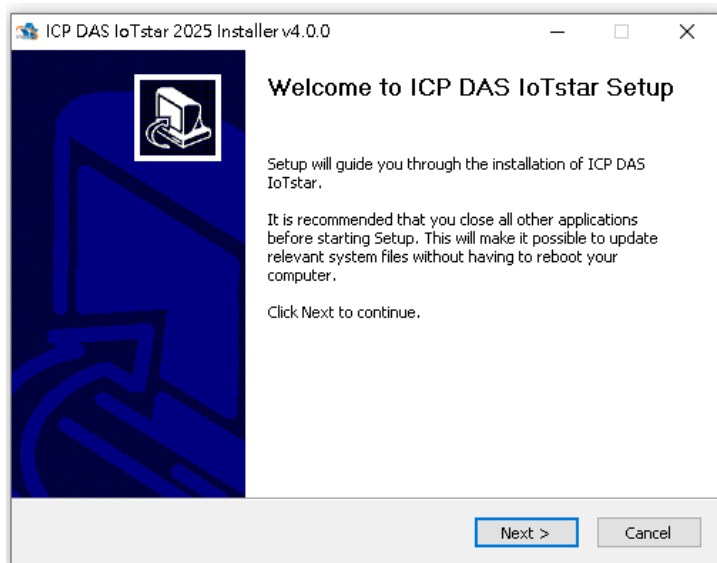 ICP DAS IoTstar 2025 Installer v4.0.0
Welcome to ICP DAS IoTstar Setup
Setup will guide you through the installation of ICP DAS
IoTstar.
It is recommended that you close all other applications
before starting Setup. This will make it possible to update
relevant system files without having to reboot your
computer.
Click Next to continue.
Next >
Cancel